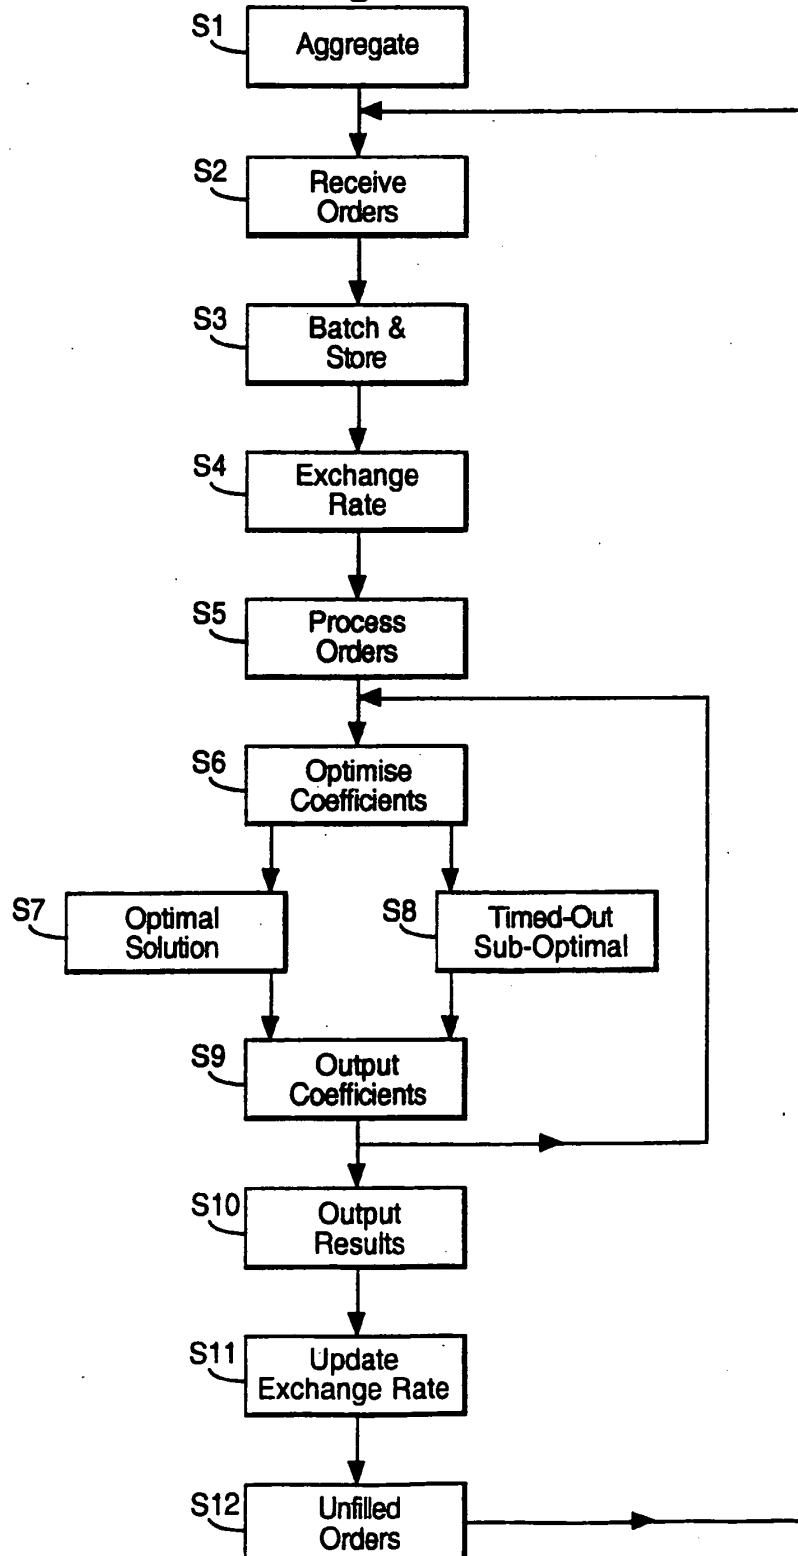 S1
Aggregate
S2
Receive
Orders
S3
Batch &
Store
S4
Exchange
Rate
S5
Process
Orders
S6
Optimise
Coefficients
S7
Optimal
Solution
S8
Timed-Out
Sub-Optimal
S9
Output
Coefficients
S10
Output
Results
S11
Update
Exchange Rate
S12
Unfilled
Orders